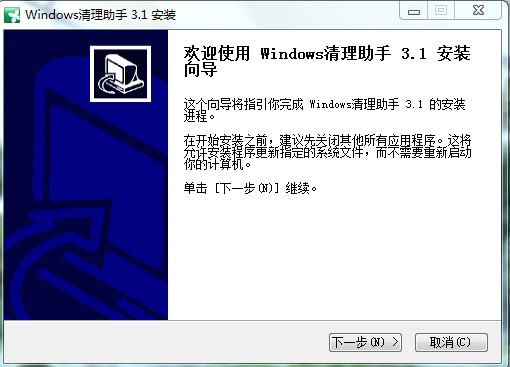 Windows清理助手 3.1 安装
欢迎使用 Windows清理助手 3.1 安装
向导
这个向导将指引你完成 Windows清理助手 3.1 的安装
进程。
在开始安装之前，建议先关闭其他所有应用程序。这将
允许安装程序更新指定的系统文件，而不需要重新启动
你的计算机。
单击 [下一步(N)] 继续。
下一步(N) >
取消(C)